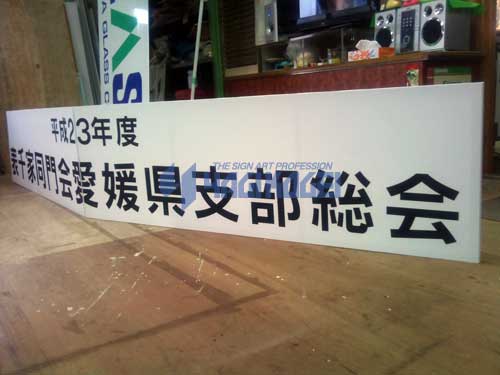 平成23年度
表千家同門会愛媛県支部総会
THE SIGN ART PROFESSION
A GLASS C